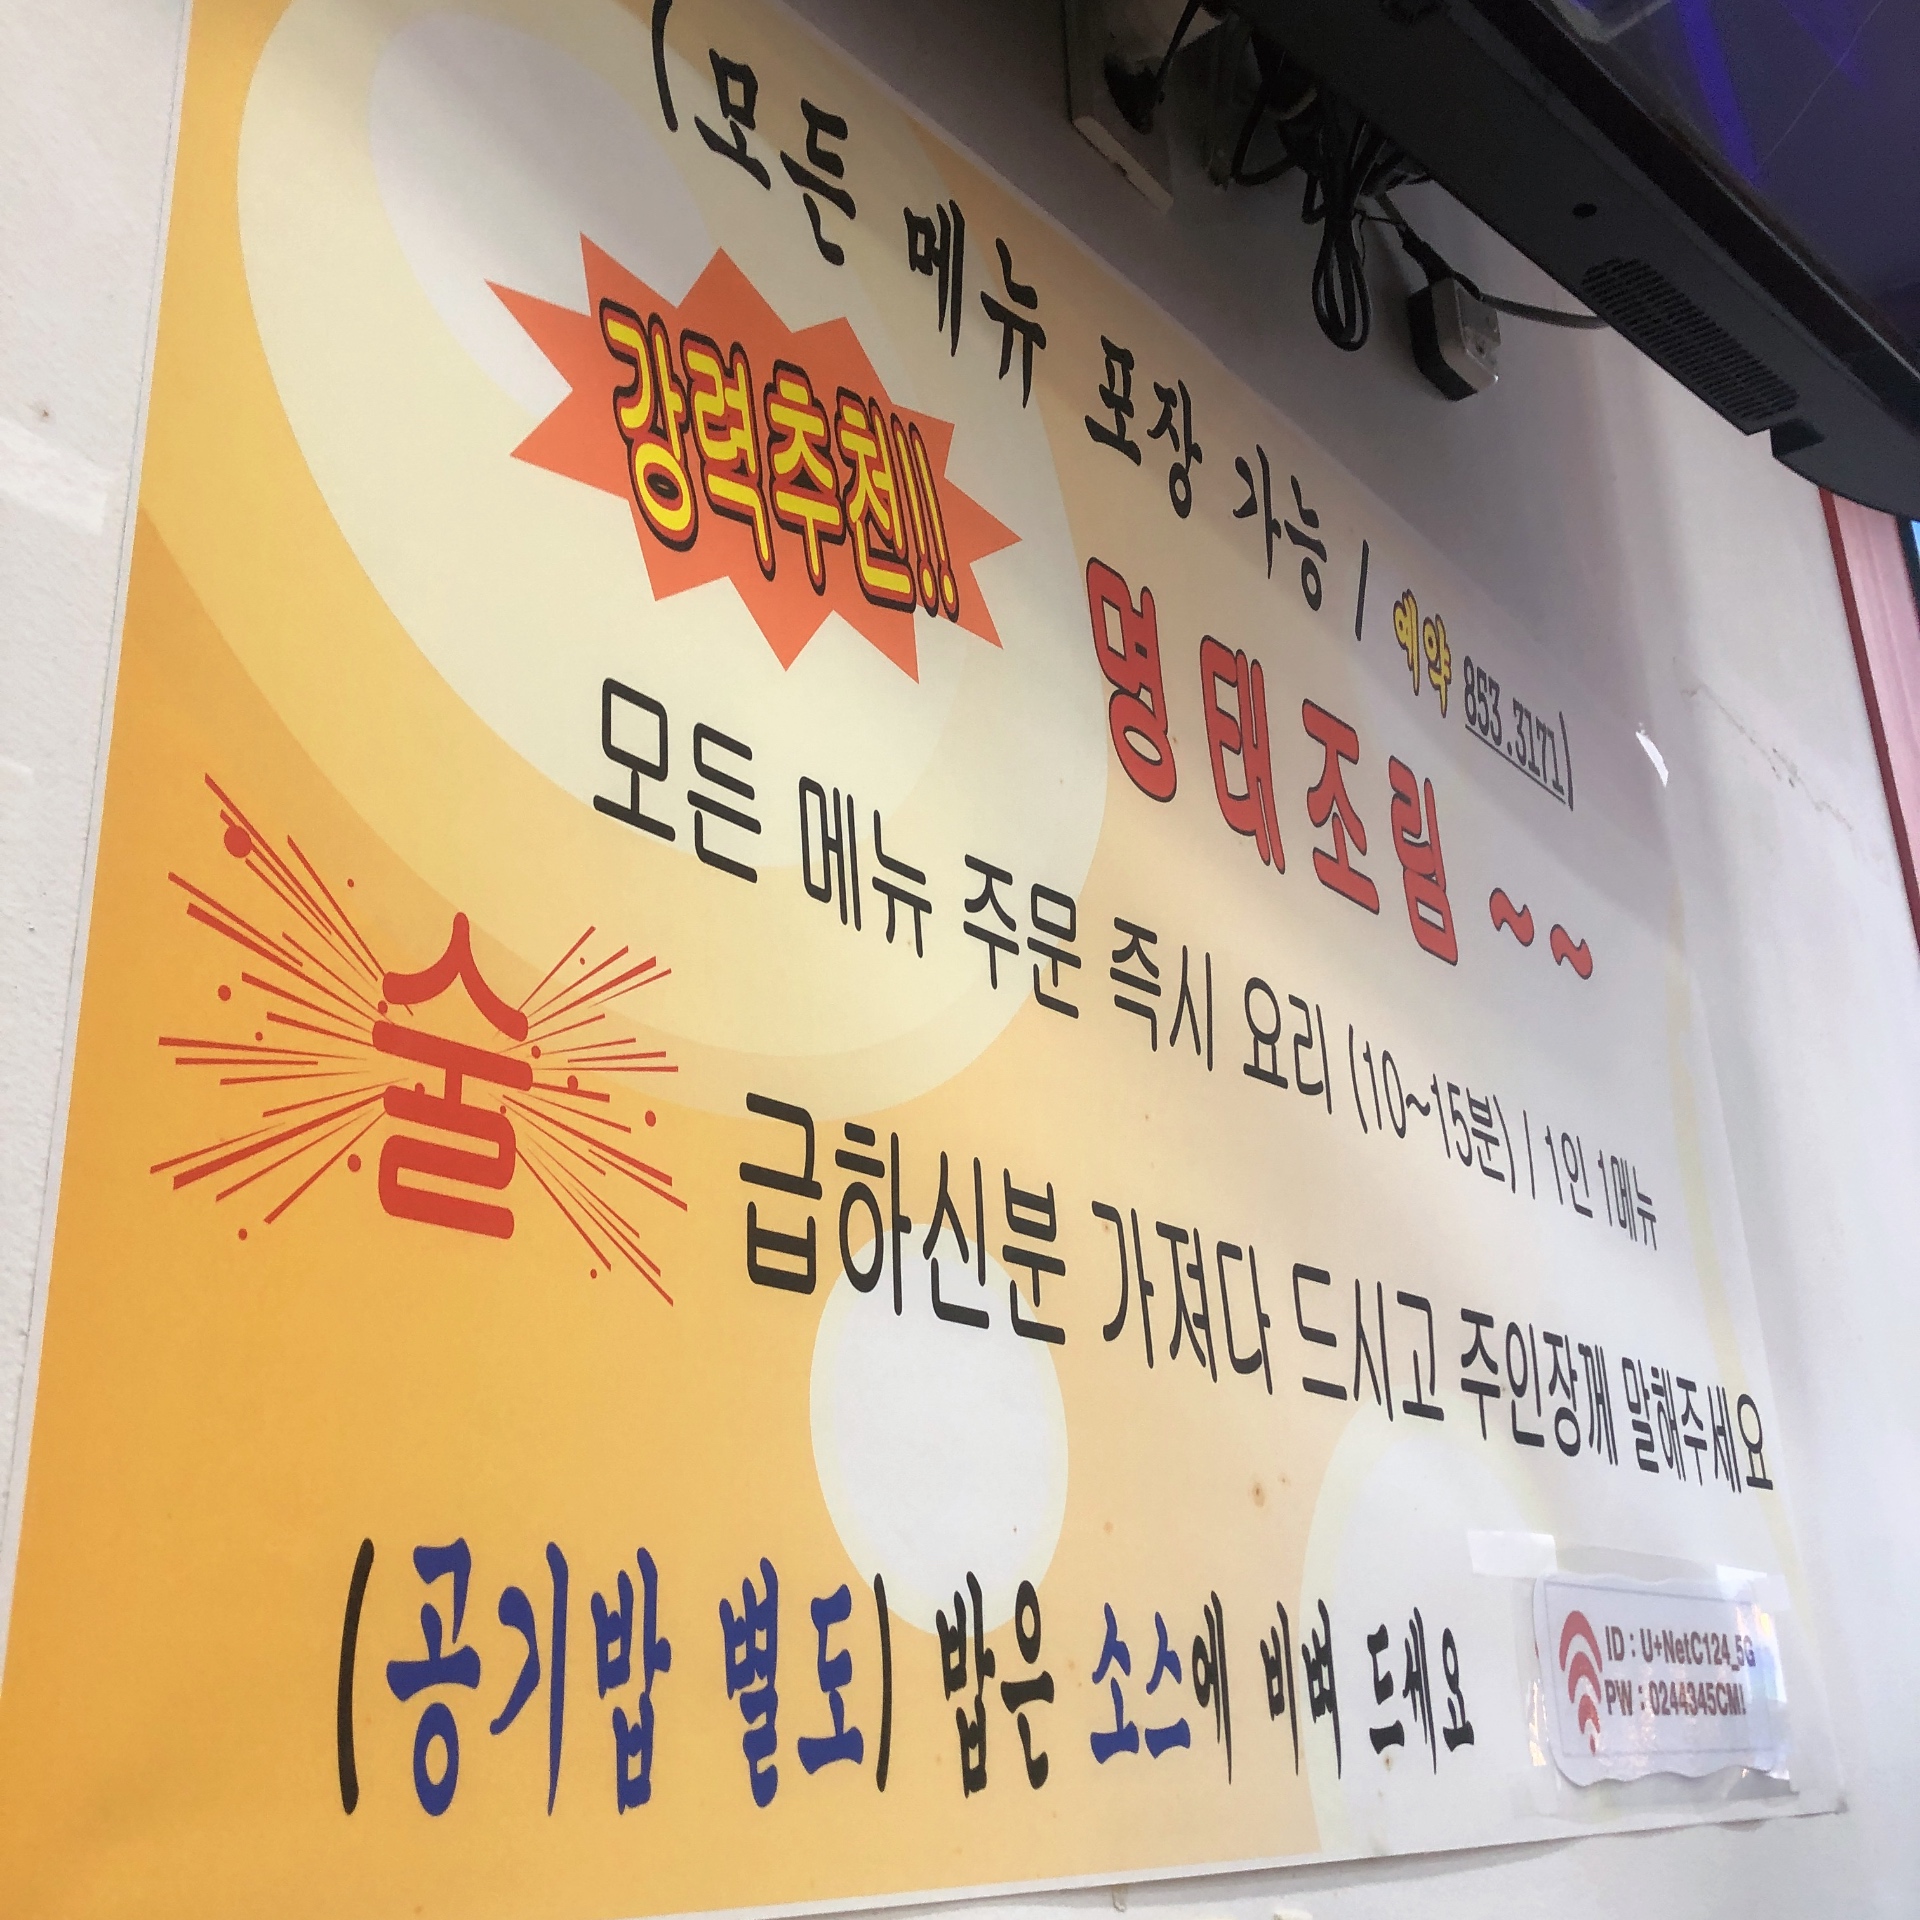 (모든 메뉴 포장 가능 / 예약 853.3171)
강력추천!!
명태조림 ~ ~
모든 메뉴 주문 즉시 요리 (10~15분) / 1인 1메뉴
술 급하신분 가져다 드시고 주인장께 말해주세요
(공기밥 별도) 밥은 소스에 비벼 드세요
ID : U+NetC124_5G
PW : 0244345CM!